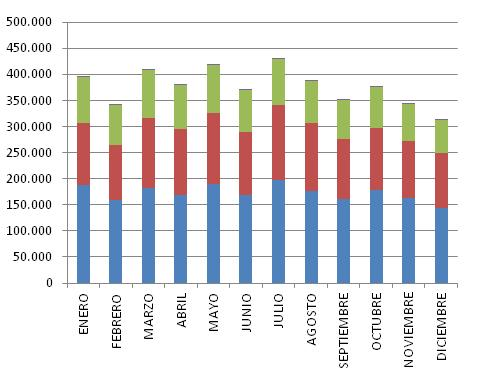 500.000
450.000
400.000
350.000
300.000
250.000
200.000
150.000
100.000
50.000
0
ENERO
FEBRERO
MARZO
ABRIL
MAYO
JUNIO
JULIO
AGOSTO
SEPTIEMBRE
OCTUBRE
NOVIEMBRE
DICIEMBRE